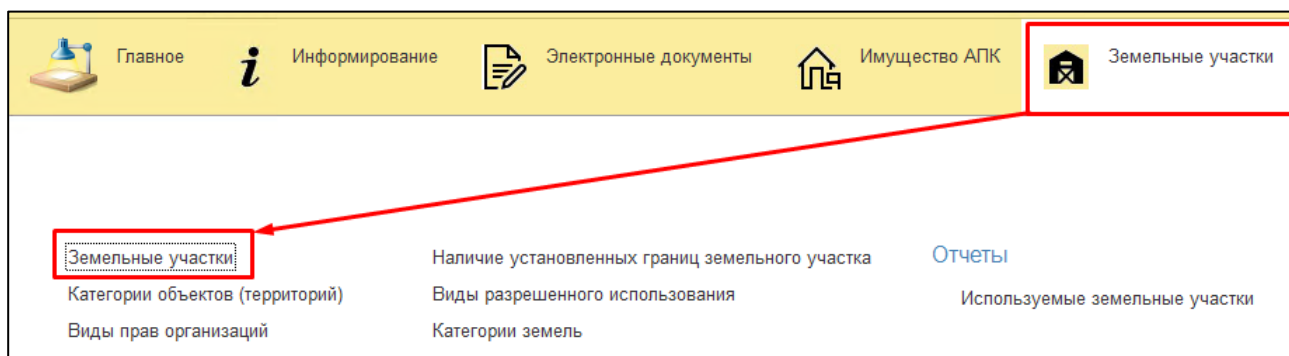 Главное Информирование Электронные документы Имущество АПК Земельные участки
Земельные участки Наличие установленных границ земельного участка Отчеты
Категории объектов (территорий) Виды разрешенного использования Используемые земельные участки
Виды прав организаций Категории земель